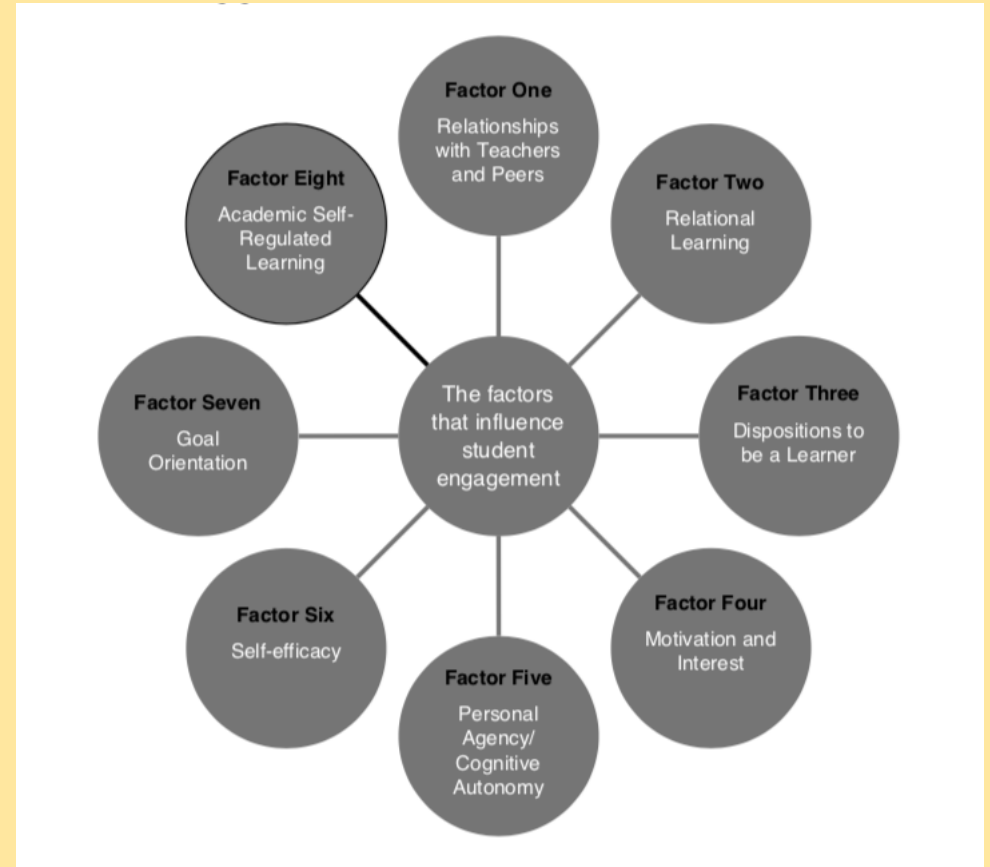 Factor One
Relationships
with Teachers
and Peers
Factor Two
Relational
Learning
Factor Three
Dispositions to
be a Learner
Factor Four
Motivation and
Interest
Factor Five
Personal
Agency/
Cognitive
Autonomy
Factor Six
Self-efficacy
Factor Seven
Goal
Orientation
Factor Eight
Academic Self-
Regulated
Learning
The factors
that influence
student
engagement